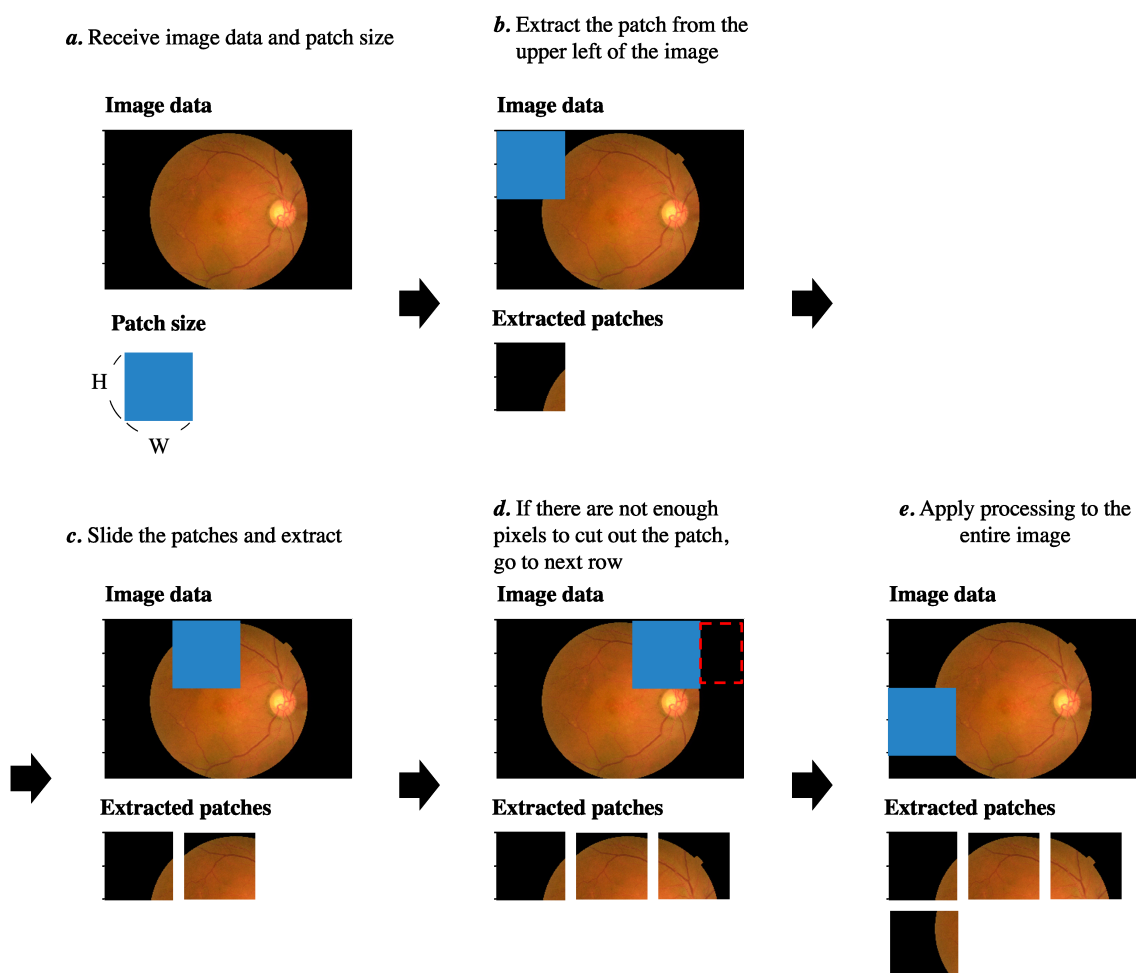 a. Receive image data and patch size
Image data
Patch size
H
W
b. Extract the patch from the
upper left of the image
Image data
Extracted patches
c. Slide the patches and extract
Image data
Extracted patches
d. If there are not enough
pixels to cut out the patch,
go to next row
Image data
Extracted patches
e. Apply processing to the
entire image
Image data
Extracted patches